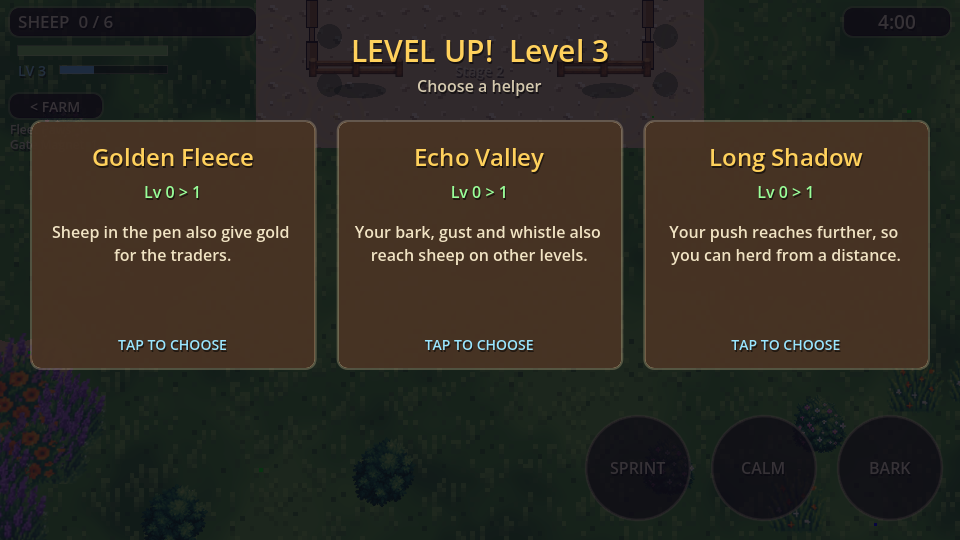 SHEEP 0 / 6
4:00
LEVEL UP! Level 3
Stage 2
LV 3
Choose a helper
< FARM
Golden Fleece
Lv 0 > 1
Sheep in the pen also give gold
for the traders.
TAP TO CHOOSE
Echo Valley
Lv 0 > 1
Your bark, gust and whistle also
reach sheep on other levels.
TAP TO CHOOSE
Long Shadow
Lv 0 > 1
Your push reaches further, so
you can herd from a distance.
TAP TO CHOOSE
SPRINT
CALM
BARK